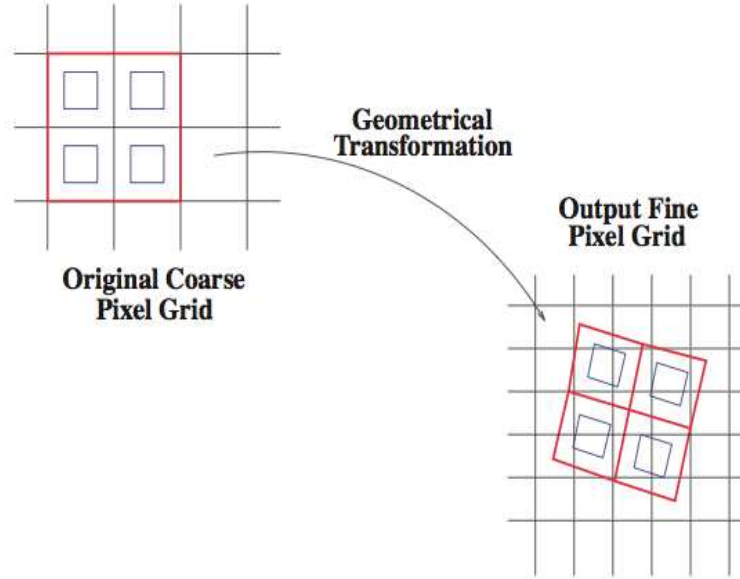 Geometrical
Transformation
Output Fine
Pixel Grid
Original Coarse
Pixel Grid